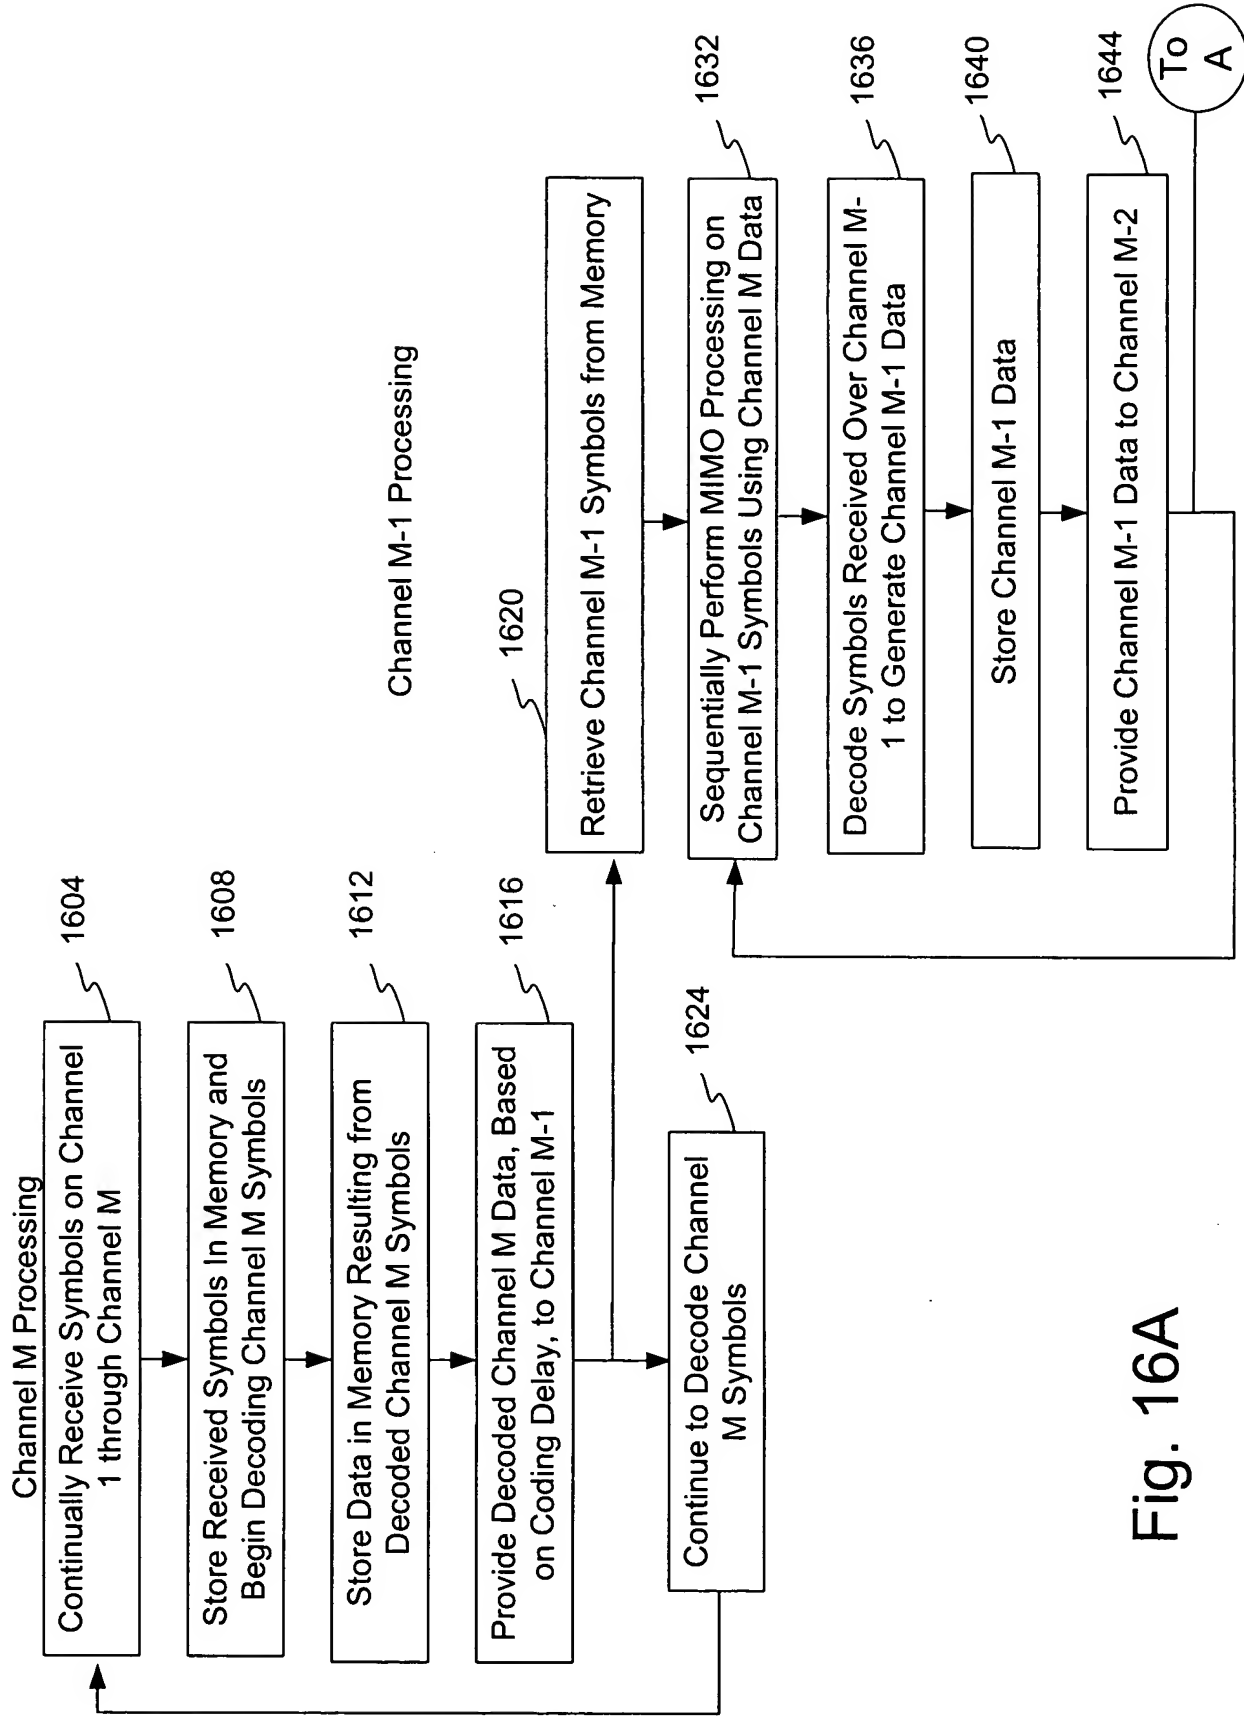 Channel M Processing
Continually Receive Symbols on Channel
1 through Channel M
1604
Store Received Symbols In Memory and
Begin Decoding Channel M Symbols
1608
Store Data in Memory Resulting from
Decoded Channel M Symbols
1612
Provide Decoded Channel M Data, Based
on Coding Delay, to Channel M-1
1616
Continue to Decode Channel
M Symbols
1624
Channel M-1 Processing
1620
Retrieve Channel M-1 Symbols from Memory
Sequentially Perform MIMO Processing on
Channel M-1 Symbols Using Channel M Data
1632
Decode Symbols Received Over Channel M-
1 to Generate Channel M-1 Data
1636
Store Channel M-1 Data
1640
Provide Channel M-1 Data to Channel M-2
1644
To
A
Fig. 16A